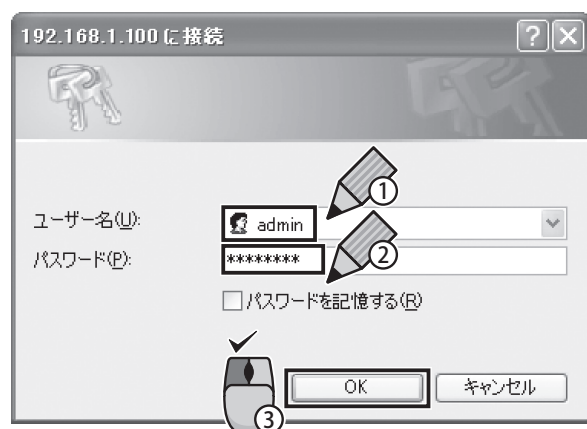 192.168.1.100 に接続
ユーザー名(U):
admin
①
パスワード(P):
********
②
パスワードを記憶する(R)
OK
キャンセル
③